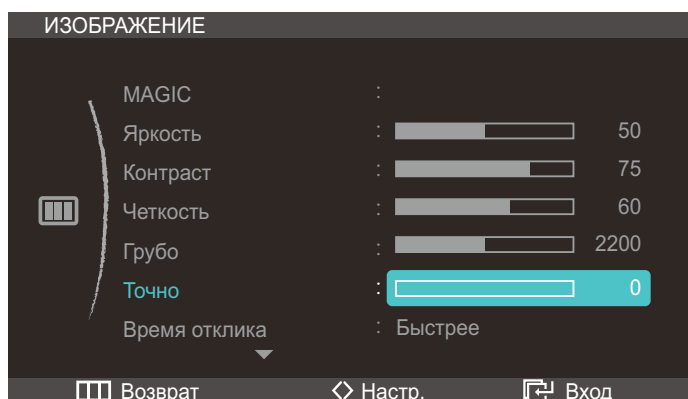 ИЗОБРАЖЕНИЕ
MAGIC :
Яркость : 50
Контраст : 75
Четкость : 60
Грубо : 2200
Точно : 0
Время отклика : Быстрее
Возврат Настр. Вход